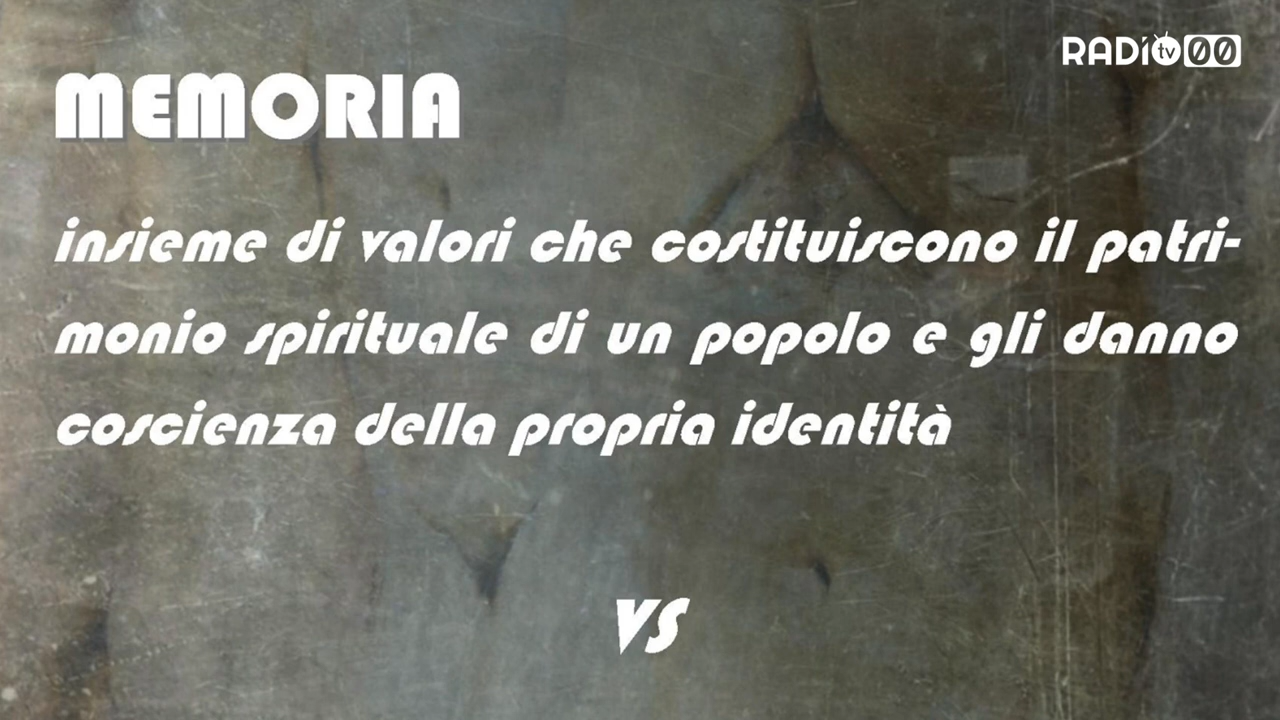 RADiO tv 00
MEMORIA
insieme di valori che costituiscono il patri-
monio spirituale di un popolo e gli danno
coscienza della propria identità
VS